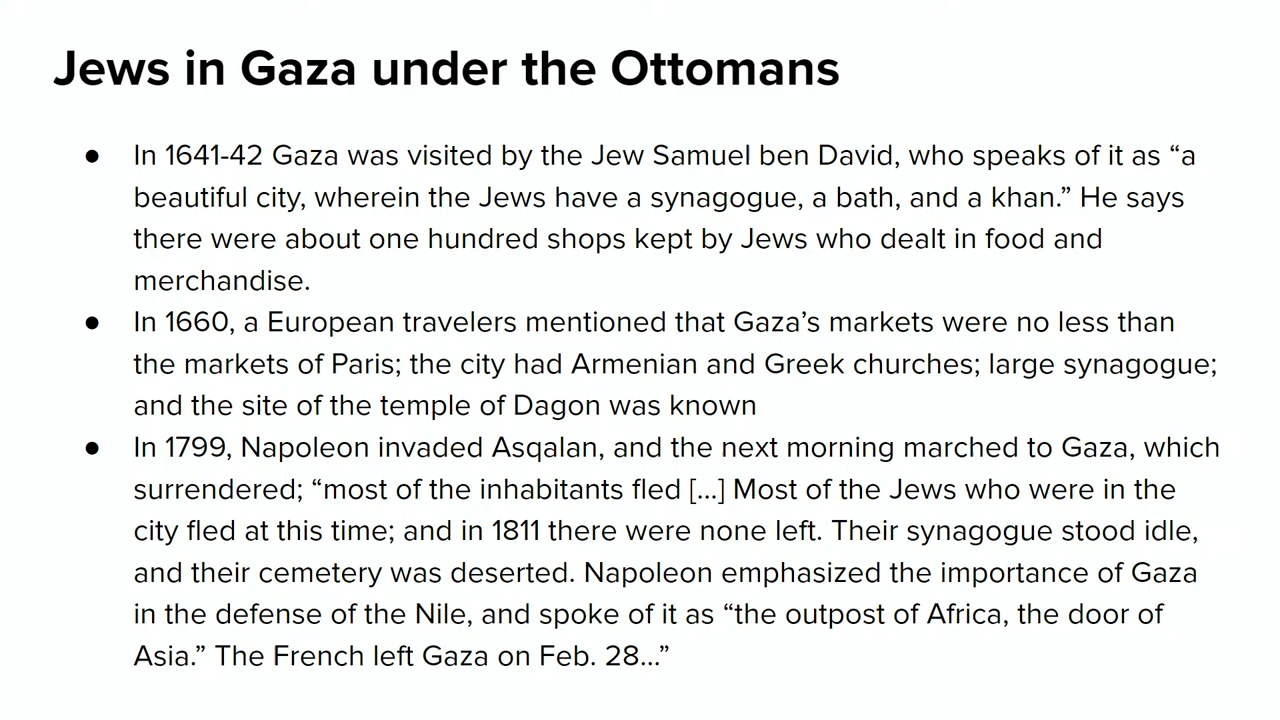 Jews in Gaza under the Ottomans
● In 1641-42 Gaza was visited by the Jew Samuel ben David, who speaks of it as “a
beautiful city, wherein the Jews have a synagogue, a bath, and a khan.” He says
there were about one hundred shops kept by Jews who dealt in food and
merchandise.
● In 1660, a European travelers mentioned that Gaza’s markets were no less than
the markets of Paris; the city had Armenian and Greek churches; large synagogue;
and the site of the temple of Dagon was known
● In 1799, Napoleon invaded Asqalan, and the next morning marched to Gaza, which
surrendered; “most of the inhabitants fled [...] Most of the Jews who were in the
city fled at this time; and in 1811 there were none left. Their synagogue stood idle,
and their cemetery was deserted. Napoleon emphasized the importance of Gaza
in the defense of the Nile, and spoke of it as “the outpost of Africa, the door of
Asia.” The French left Gaza on Feb. 28...”